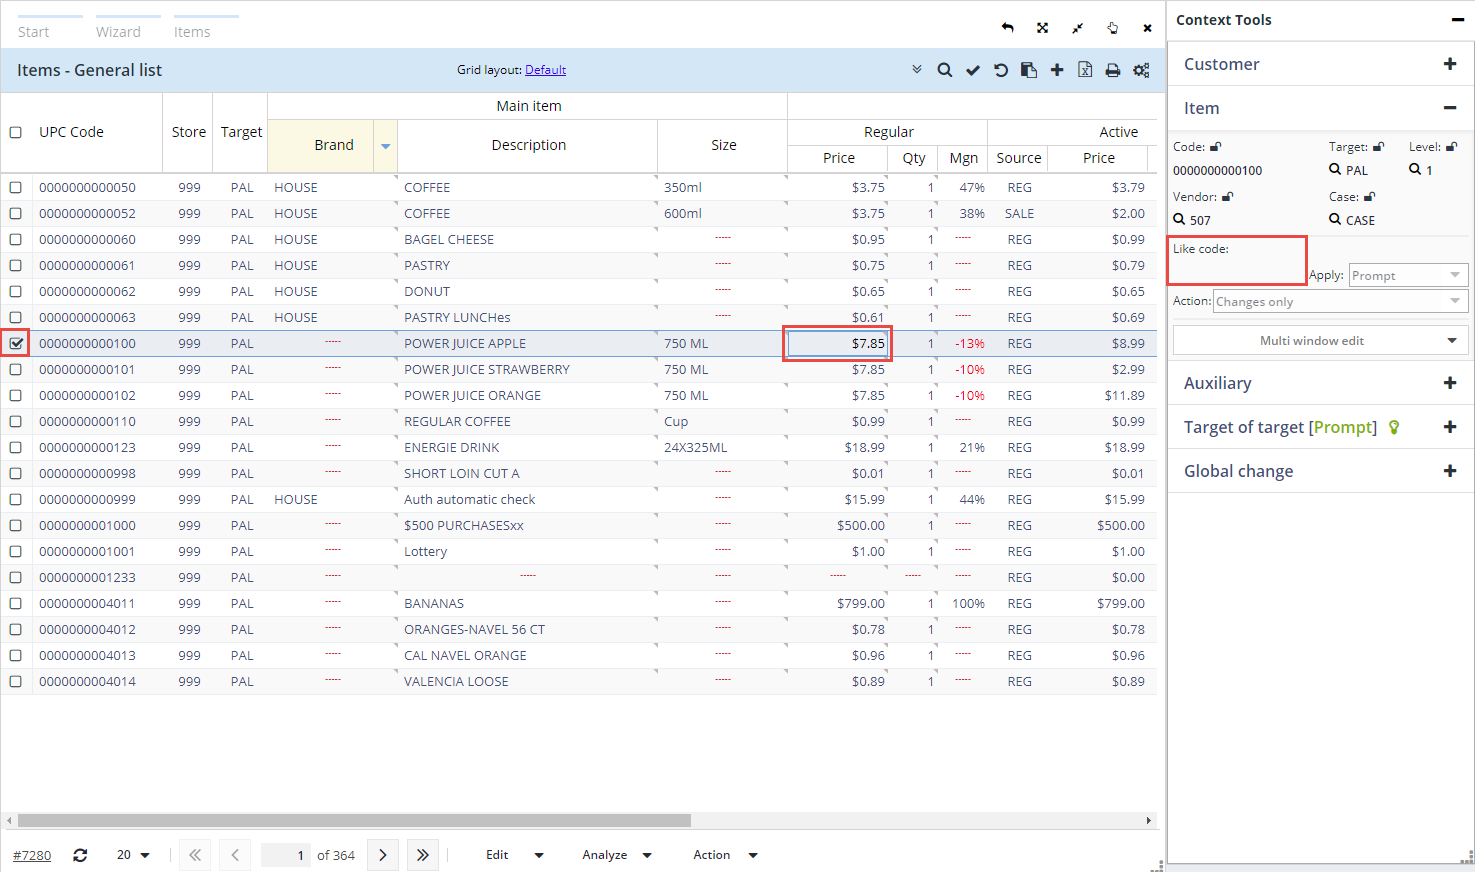 Start Wizard Items
Items - General list Grid layout: Default
Main item
Regular Active
UPC Code Store Target Brand Description Size
Price Qty Mgn Source Price
0000000000050 999 PAL HOUSE COFFEE 350ml $3.75 1 47% REG $3.79
0000000000052 999 PAL HOUSE COFFEE 600ml $3.75 1 38% SALE $2.00
0000000000060 999 PAL HOUSE BAGEL CHEESE ----- $0.95 1 ----- REG $0.99
0000000000061 999 PAL HOUSE PASTRY ----- $0.75 1 ----- REG $0.79
0000000000062 999 PAL HOUSE DONUT ----- $0.65 1 ----- REG $0.65
0000000000063 999 PAL HOUSE PASTRY LUNCHes ----- $0.61 1 ----- REG $0.69
0000000000100 999 PAL ----- POWER JUICE APPLE 750 ML $7.85 1 -13% REG $8.99
0000000000101 999 PAL ----- POWER JUICE STRAWBERRY 750 ML $7.85 1 -10% REG $2.99
0000000000102 999 PAL ----- POWER JUICE ORANGE 750 ML $7.85 1 -10% REG $11.89
0000000000110 999 PAL ----- REGULAR COFFEE Cup $0.99 1 ----- REG $0.99
0000000000123 999 PAL ----- ENERGIE DRINK 24X325ML $18.99 1 21% REG $18.99
0000000000998 999 PAL ----- SHORT LOIN CUT A ----- $0.01 1 ----- REG $0.01
0000000000999 999 PAL HOUSE Auth automatic check ----- $15.99 1 44% REG $15.99
0000000001000 999 PAL ----- $500 PURCHASESxx ----- $500.00 1 ----- REG $500.00
0000000001001 999 PAL ----- Lottery ----- $1.00 1 ----- REG $1.00
0000000001233 999 PAL ----- ----- ----- ----- ----- ----- REG $0.00
0000000004011 999 PAL ----- BANANAS ----- $799.00 1 100% REG $799.00
0000000004012 999 PAL ----- ORANGES-NAVEL 56 CT ----- $0.78 1 ----- REG $0.78
0000000004013 999 PAL ----- CAL NAVEL ORANGE ----- $0.96 1 ----- REG $0.96
0000000004014 999 PAL ----- VALENCIA LOOSE ----- $0.89 1 ----- REG $0.89
#7280 20 1 of 364 Edit Analyze Action
Context Tools
Customer
Item
Code: Target: Level:
0000000000100 PAL 1
Vendor: Case:
507 CASE
Like code:
Apply: Prompt
Action: Changes only
Multi window edit
Auxiliary
Target of target [Prompt]
Global change